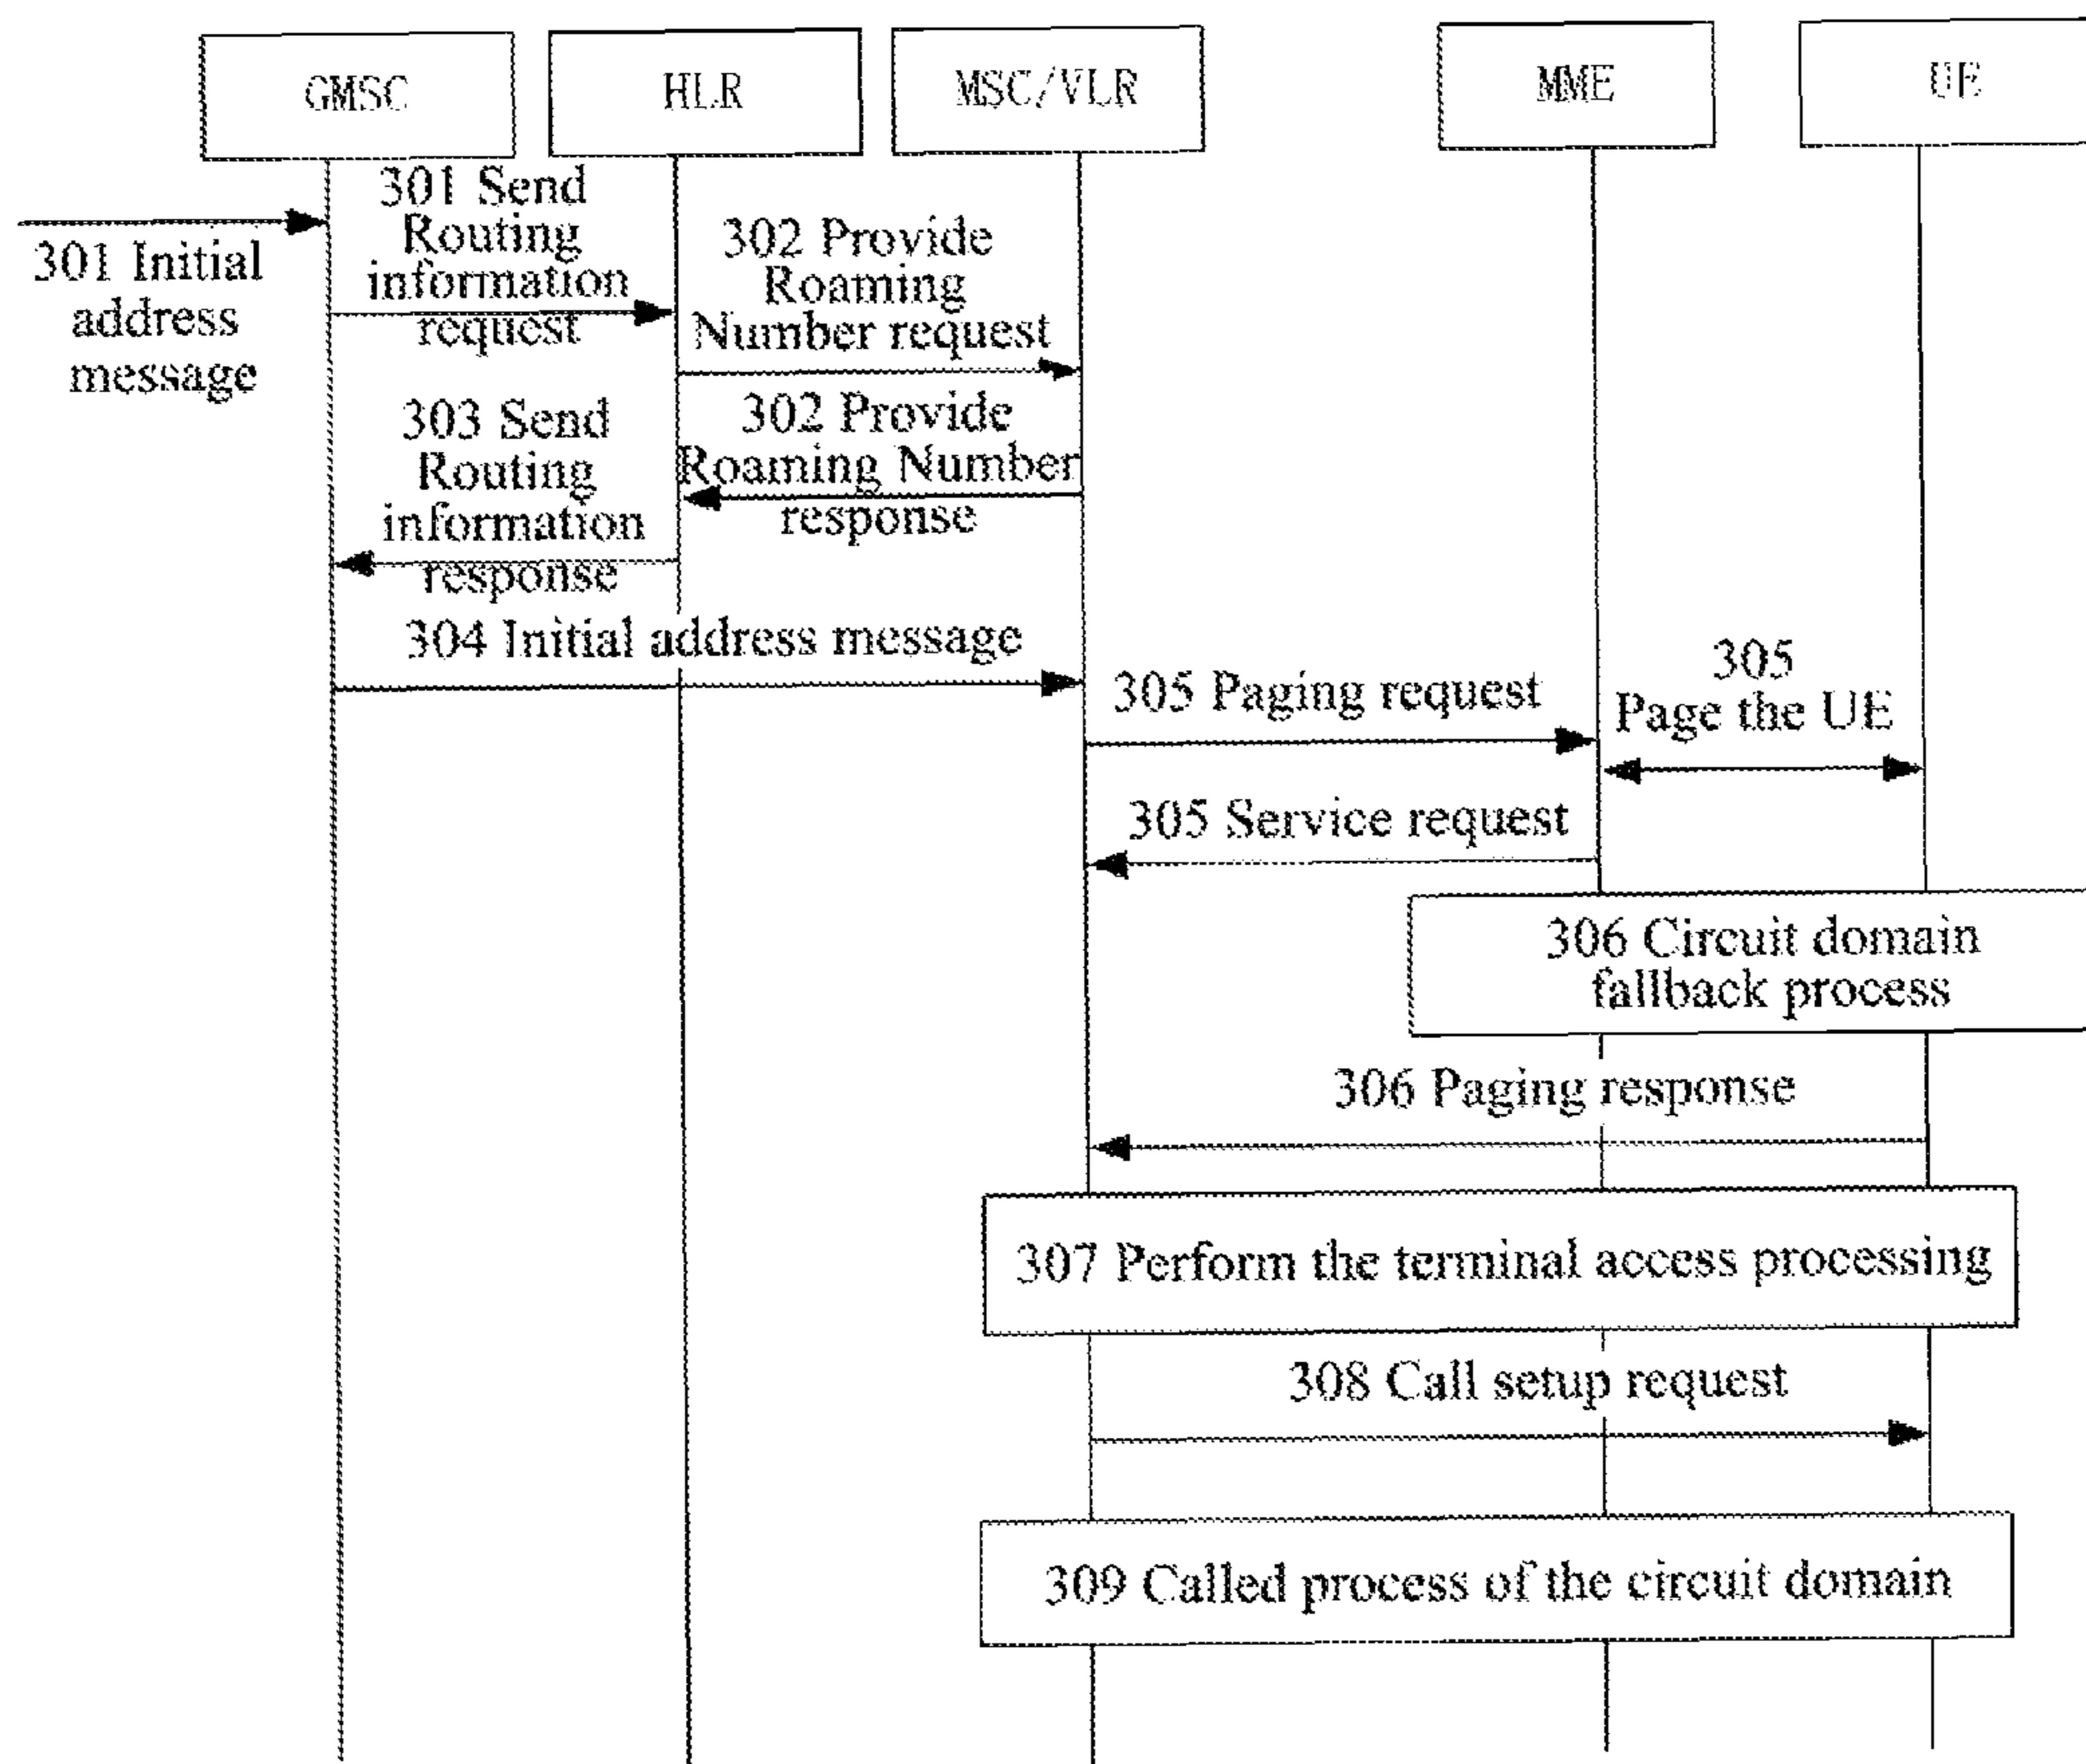 GMSC
HLR
MSC/VLR
MME
UE
301 Initial
address
message
301 Send
Routing
information
request
302 Provide
Roaming
Number request
302 Provide
Roaming Number
response
303 Send
Routing
information
response
304 Initial address message
305 Paging request
305
Page the UE
305 Service request
306 Circuit domain
fallback process
306 Paging response
307 Perform the terminal access processing
308 Call setup request
309 Called process of the circuit domain